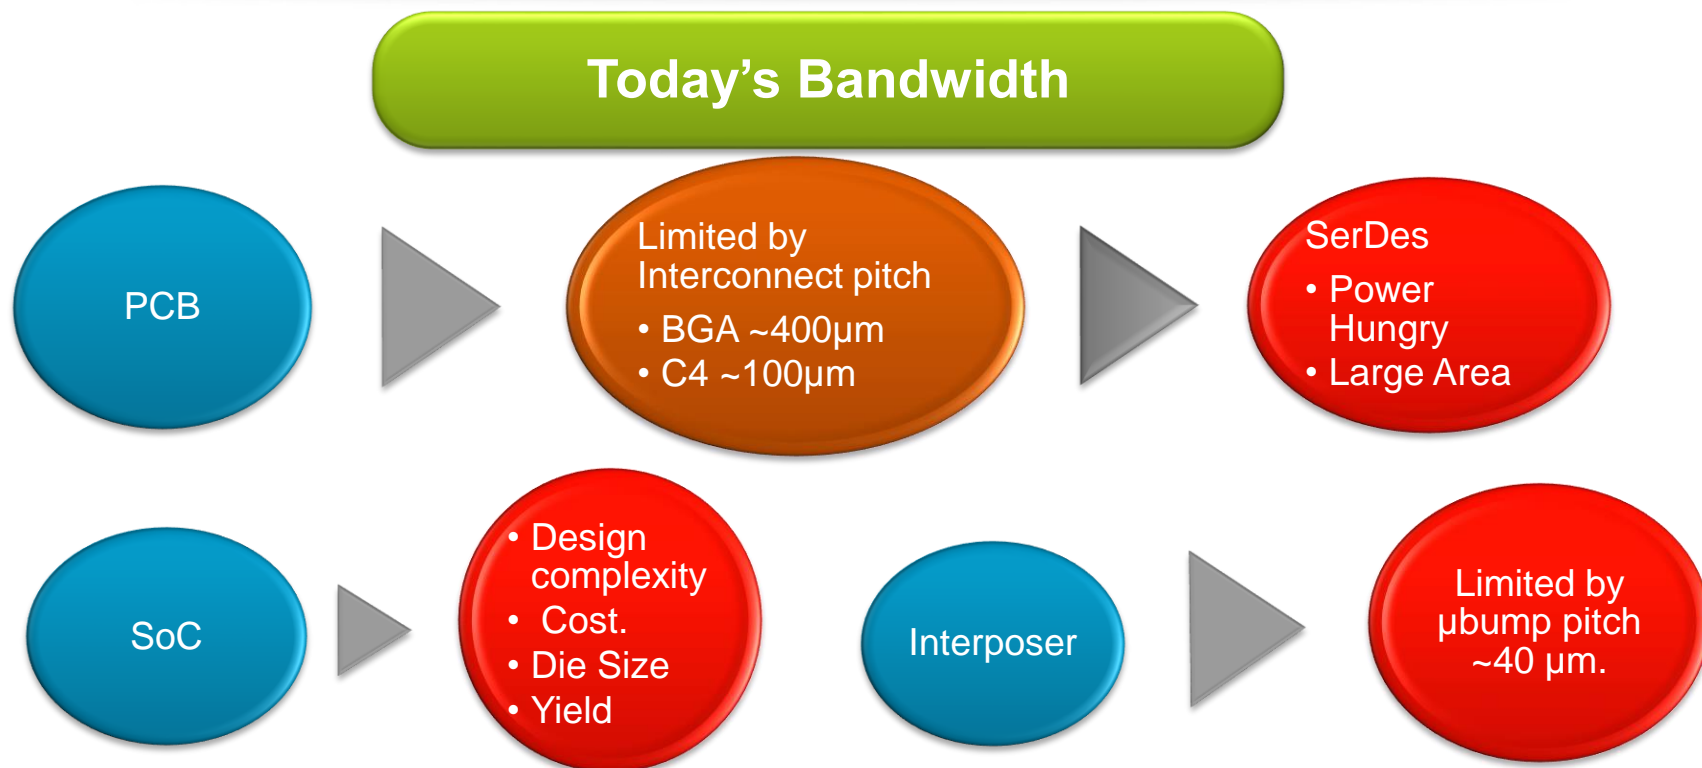 Today’s Bandwidth
PCB
Limited by
Interconnect pitch
• BGA ~400µm
• C4 ~100µm
SerDes
• Power
Hungry
• Large Area
SoC
• Design
complexity
• Cost.
• Die Size
• Yield
Interposer
Limited by
µbump pitch
~40 µm.